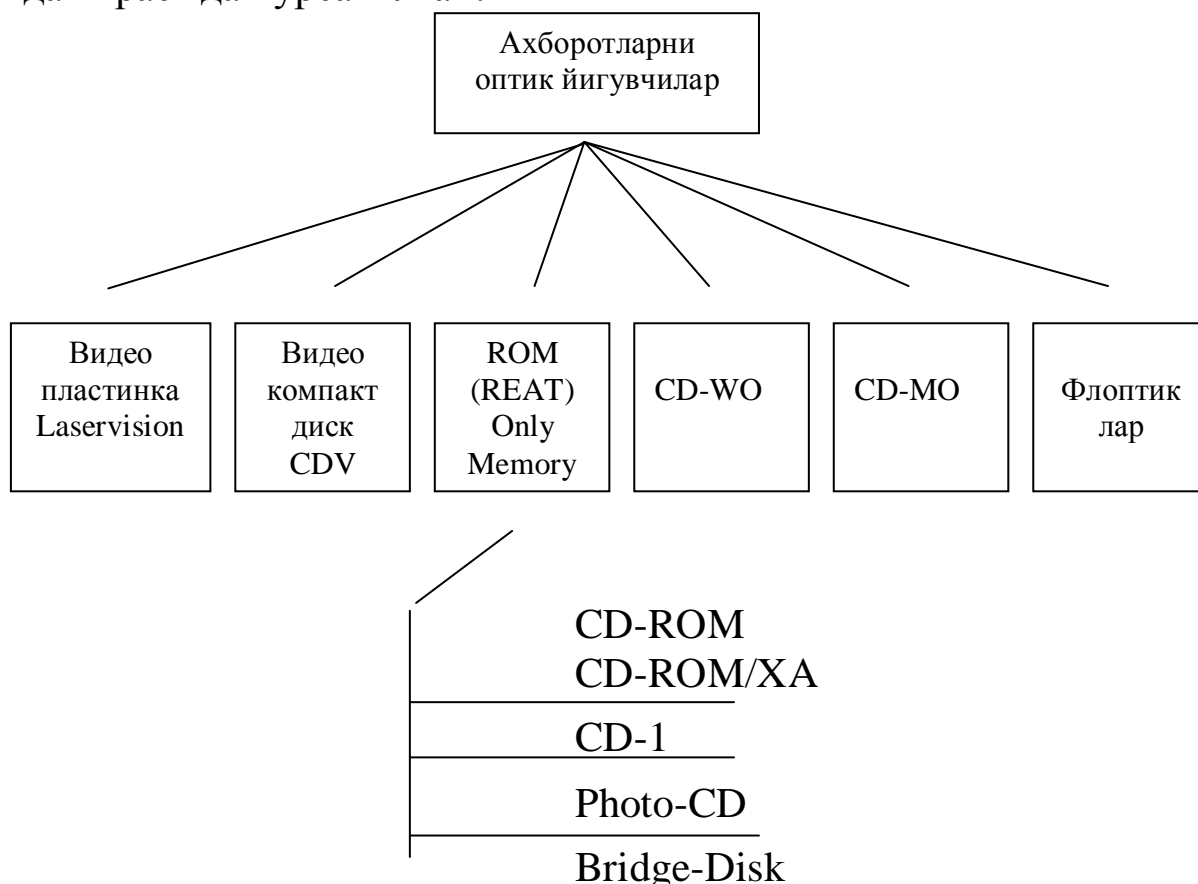 Ахборотларни
оптик йигувчилар
Видео
пластинка
Laservision
Видео
компакт
диск
CDV
ROM
(REAT)
Only
Memory
CD-WO
CD-MO
Флоптик
лар
CD-ROM
CD-ROM/XA
CD-1
Photo-CD
Bridge-Disk